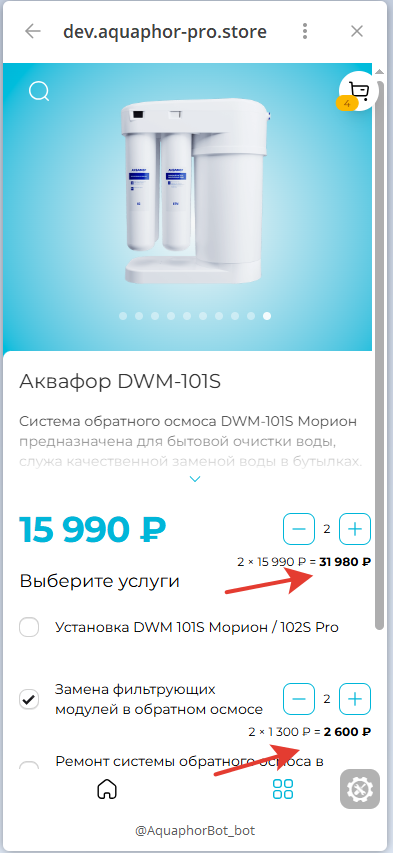 dev.aquaphor-pro.store
4
Аквафор DWM-101S
Система обратного осмоса DWM-101S Морион
предназначена для бытовой очистки воды,
служа качественной заменой воды в бутылках.
15 990 ₽
2
2 × 15 990 ₽ = 31 980 ₽
Выберите услуги
Установка DWM 101S Морион / 102S Pro
Замена фильтрующих
модулей в обратном осмосе
2
2 × 1 300 ₽ = 2 600 ₽
Ремонт системы обратного осмоса в
@AquaphorBot_bot